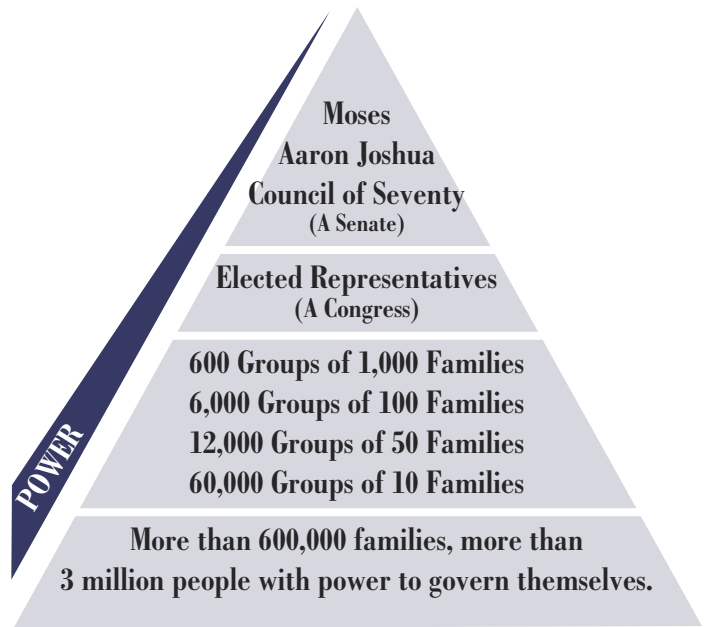 Moses
Aaron Joshua
Council of Seventy
(A Senate)
Elected Representatives
(A Congress)
600 Groups of 1,000 Families
6,000 Groups of 100 Families
12,000 Groups of 50 Families
60,000 Groups of 10 Families
More than 600,000 families, more than
3 million people with power to govern themselves.
POWER